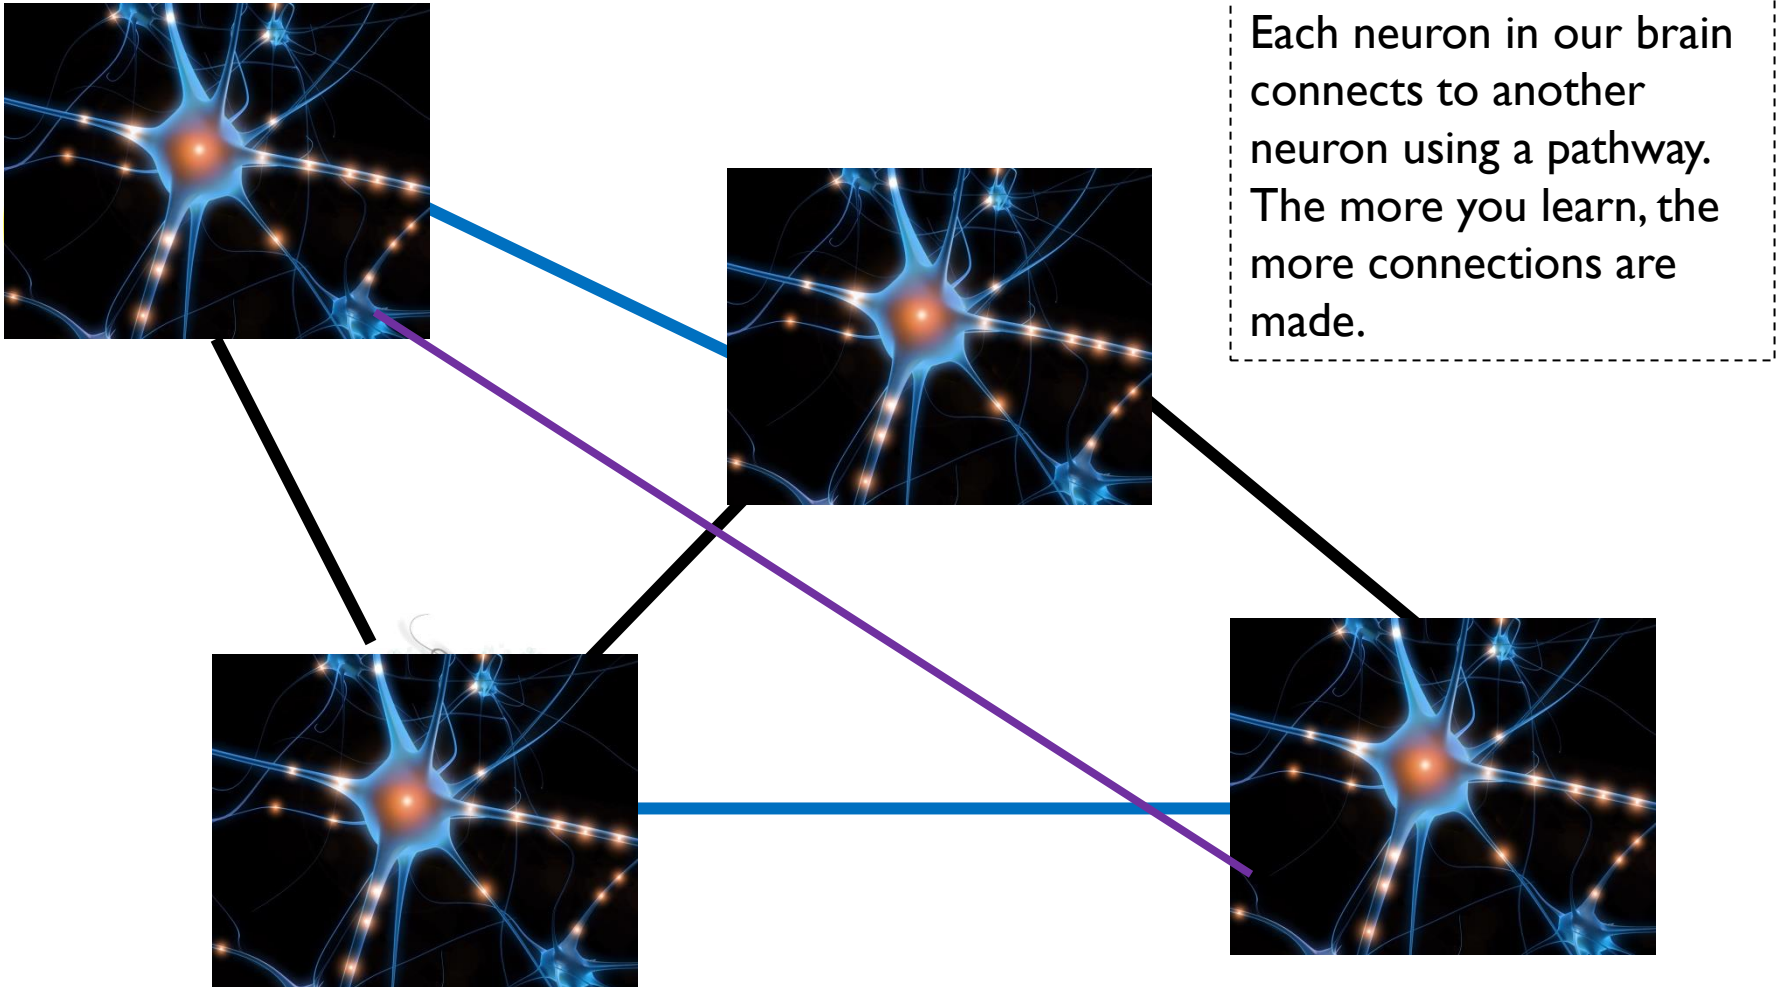 Each neuron in our brain
connects to another
neuron using a pathway.
The more you learn, the
more connections are
made.